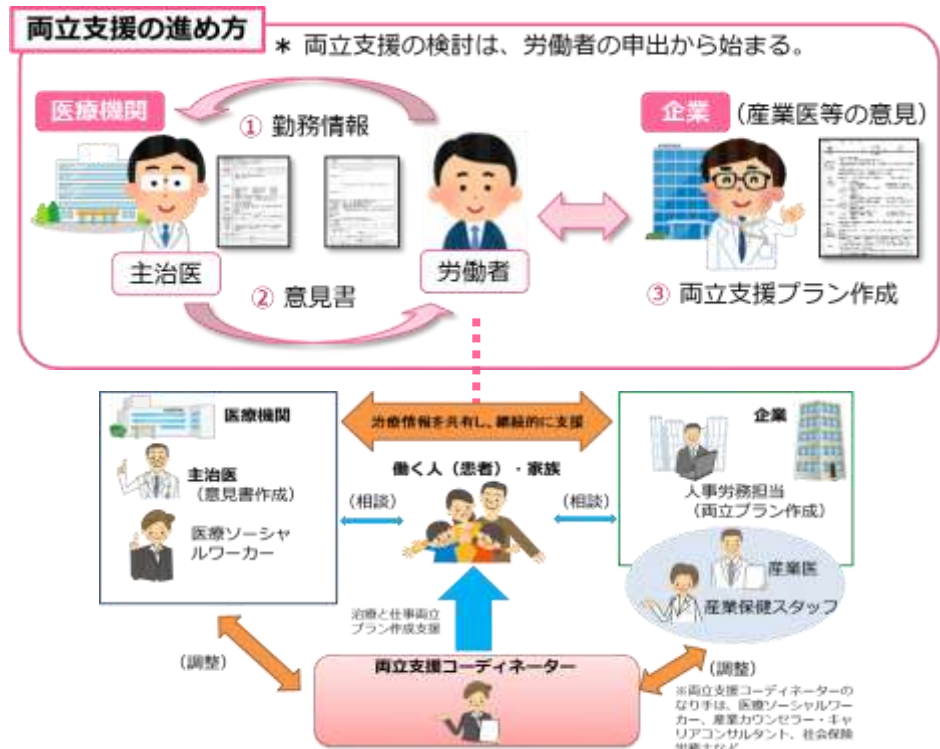 両立支援の進め方
* 両立支援の検討は、労働者の申出から始まる。
医療機関
① 勤務情報
企業
(産業医等の意見)
主治医
労働者
② 意見書
③ 両立支援プラン作成
医療機関
治療情報を共有し、継続的に支援
企業
働く人(患者)・家族
主治医
(意見書作成)
(相談)
(相談)
人事労務担当
(両立プラン作成)
医療ソーシャ
ルワーカー
産業医
産業保健スタッフ
治療と仕事両立
プラン作成支援
(調整)
両立支援コーディネーター
(調整)
※両立支援コーディネーターの
なり手は、医療ソーシャルワー
カー、産業カウンセラー・キャ
リアコンサルタント、社会保険